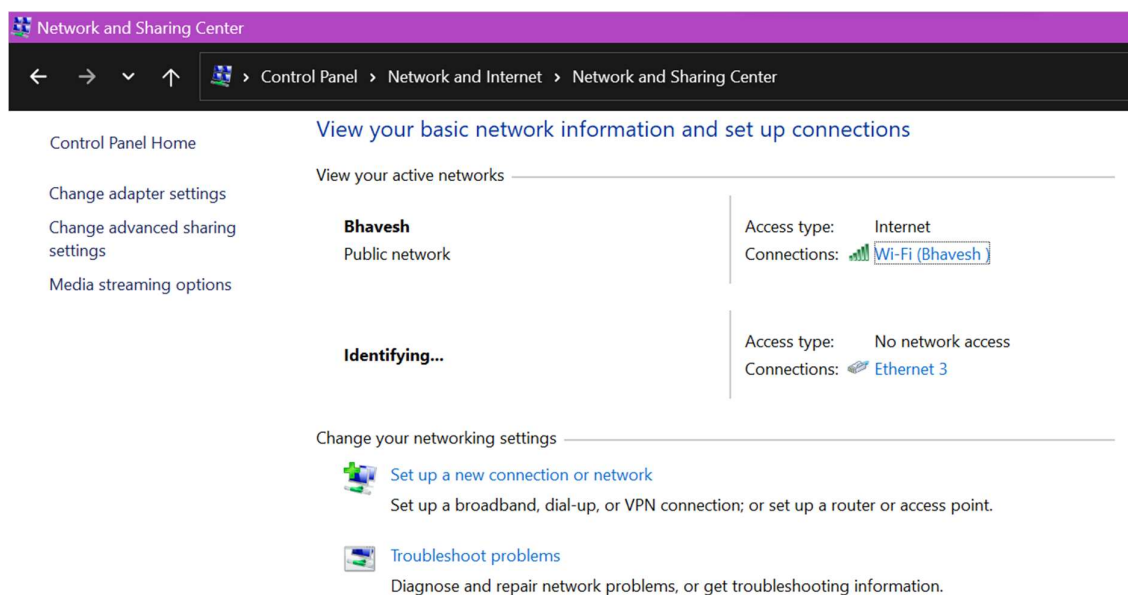 Network and Sharing Center
Control Panel > Network and Internet > Network and Sharing Center
Control Panel Home
Change adapter settings
Change advanced sharing
settings
Media streaming options
View your basic network information and set up connections
View your active networks
Bhavesh
Public network
Access type: Internet
Connections: Wi-Fi (Bhavesh )
Identifying...
Access type: No network access
Connections: Ethernet 3
Change your networking settings
Set up a new connection or network
Set up a broadband, dial-up, or VPN connection; or set up a router or access point.
Troubleshoot problems
Diagnose and repair network problems, or get troubleshooting information.